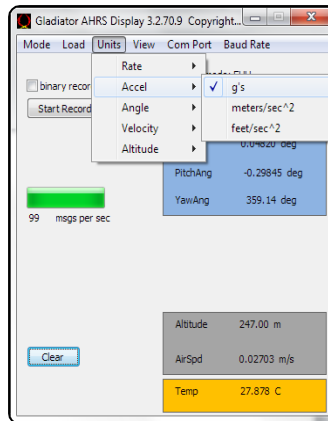 Gladiator AHRS Display 3.2.70.9 Copyright...
Mode Load Units View Com Port Baud Rate
Rate
binary recor
Accel
g's
Start Record
Angle
meters/sec^2
Velocity
feet/sec^2
Altitude
0.04820 deg
PitchAng -0.29845 deg
YawAng 359.14 deg
99 msgs per sec
Altitude 247.00 m
Clear
AirSpd 0.02703 m/s
Temp 27.878 C